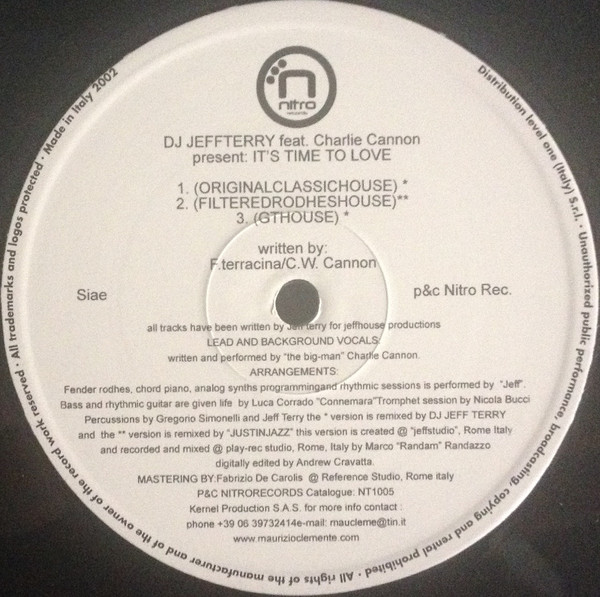 nitro
records
DJ JEFFTERRY feat. Charlie Cannon
present: IT'S TIME TO LOVE
1. (ORIGINALCLASSICHOUSE) *
2. (FILTEREDRODHESHOUSE)**
3. (GTHOUSE) *
written by:
F.terracina/C.W. Cannon
Siae
p&c Nitro Rec.
all tracks have been written by Jeff terry for jeffhouse productions
LEAD AND BACKGROUND VOCALS:
written and performed by "the big-man" Charlie Cannon.
ARRANGEMENTS:
Fender rodhes, chord piano, analog synths programmingand rhythmic sessions is performed by "Jeff".
Bass and rhythmic guitar are given life by Luca Corrado "Connemara"Tromphet session by Nicola Bucci
Percussions by Gregorio Simonelli and Jeff Terry the * version is remixed by DJ JEFF TERRY
and the ** version is remixed by "JUSTINJAZZ" this version is created @ "jeffstudio", Rome Italy
and recorded and mixed @ play-rec studio, Rome, Italy by Marco "Randam" Randazzo
digitally edited by Andrew Cravatta.
MASTERING BY:Fabrizio De Carolis @ Reference Studio, Rome italy
P&C NITRORECORDS Catalogue: NT1005
Kernel Production S.A.S. for more info contact :
phone +39 06 39732414e-mail: maucleme@tin.it
www.maurizioclemente.com
Distribution level one (Italy) S.r.l. · Unauthorized public performance, broadcasting, copying and rental prohibited · All rights of the manufacturer and of the owner of the record work reserved · All trademarks and logos protected · Made in Italy 2002